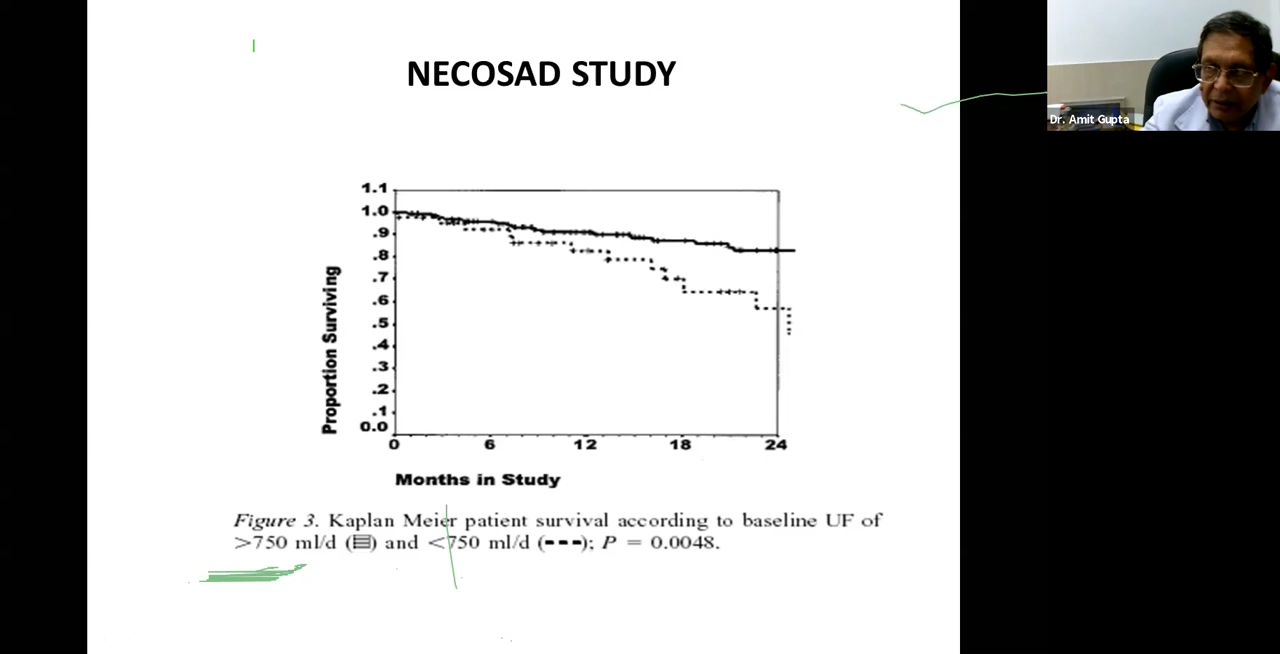 NECOSAD STUDY
Dr. Amit Gupta
1.1
1.0
.9
.8
.7
.6
.5
.4
.3
.2
.1
0.0
Proportion Surviving
0 6 12 18 24
Months in Study
Figure 3. Kaplan Meier patient survival according to baseline UF of
>750 ml/d (☰) and <750 ml/d (---); P = 0.0048.